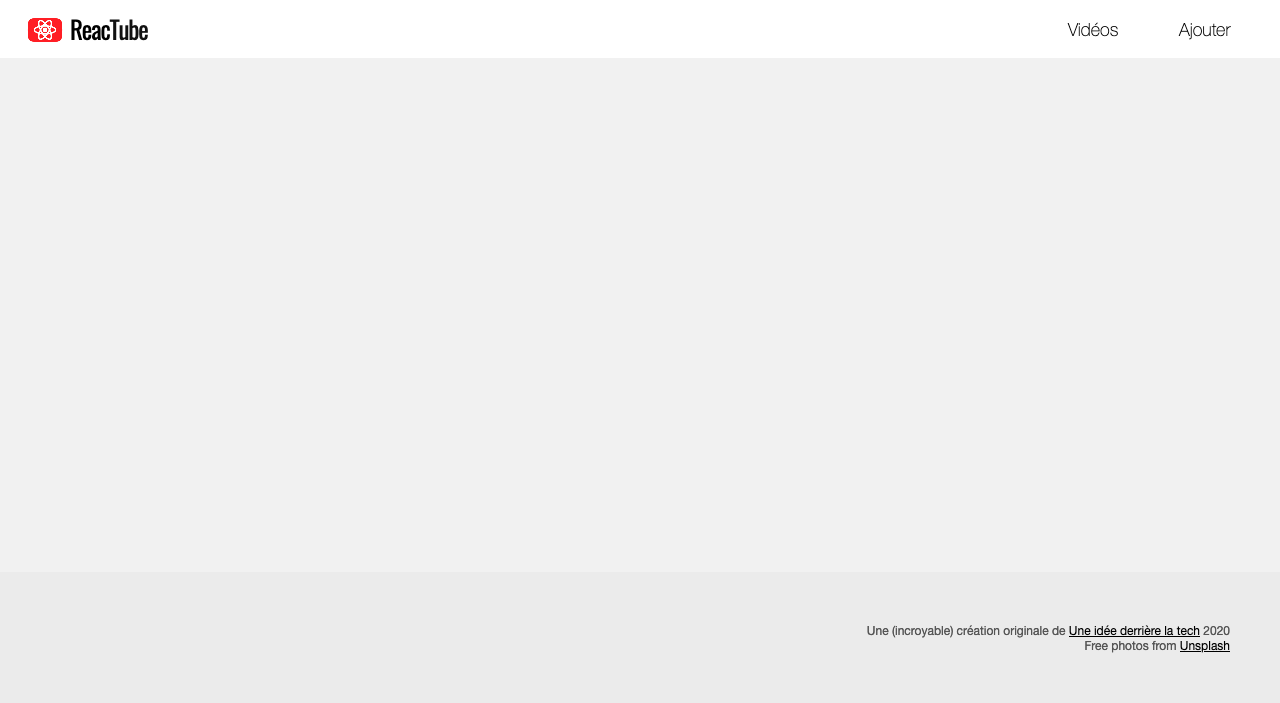 ReacTube
Vidéos
Ajouter
Une (incroyable) création originale de Une idée derrière la tech 2020
Free photos from Unsplash